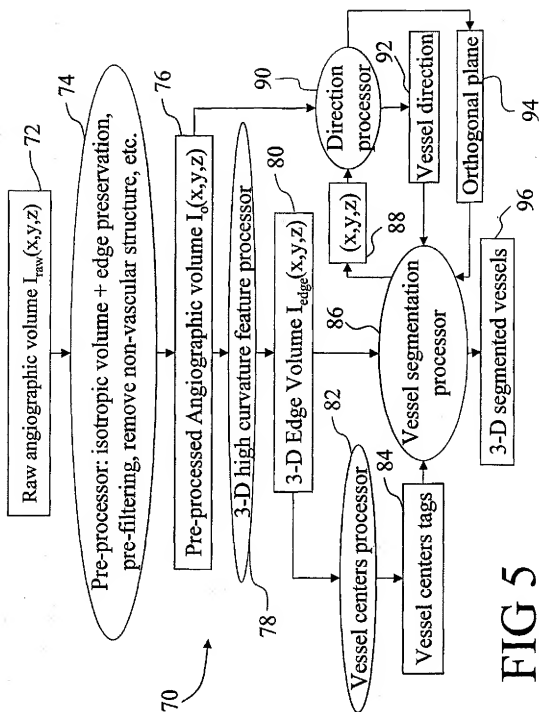 Raw angiographic volume Iraw(x,y,z)
72
Pre-processor: isotropic volume + edge preservation,
pre-filtering, remove non-vascular structure, etc.
74
Pre-processed Angiographic volume Io(x,y,z)
76
3-D high curvature feature processor
78
3-D Edge Volume Iedge(x,y,z)
80
70
Vessel centers processor
82
Vessel centers tags
84
Vessel segmentation
processor
86
(x,y,z)
88
Direction
processor
90
Vessel direction
92
Orthogonal plane
94
3-D segmented vessels
96
FIG 5